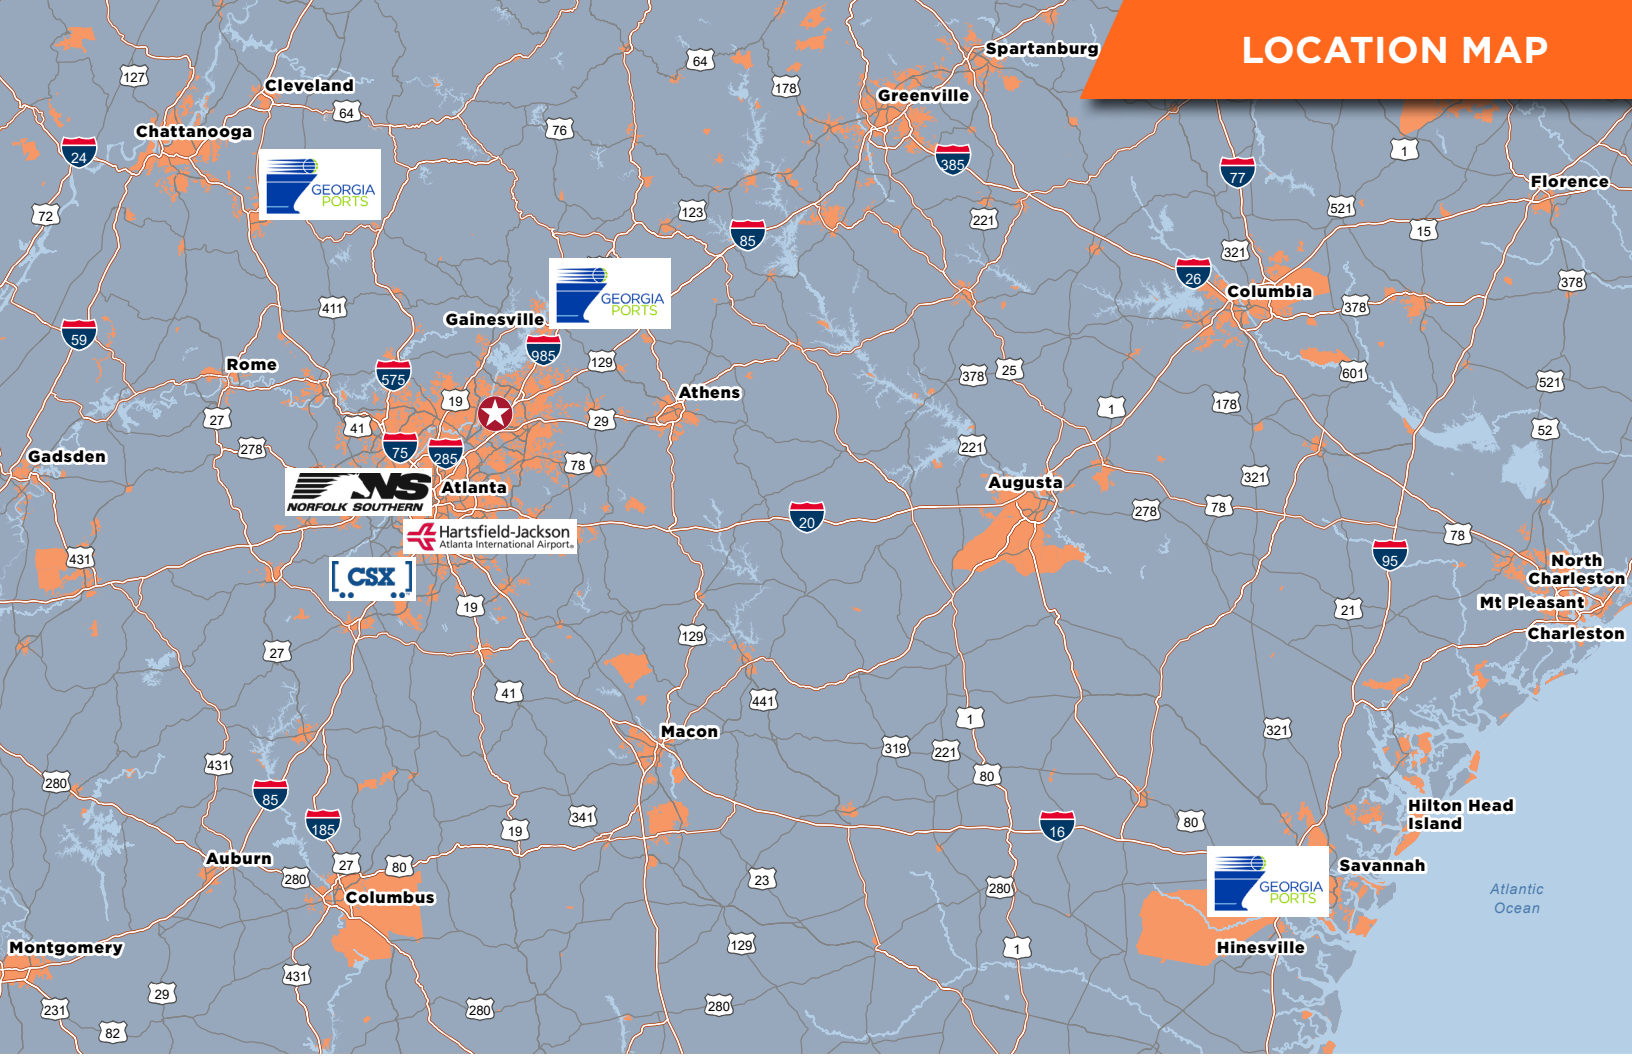 LOCATION MAP
Spartanburg
64
127
Cleveland
178
Greenville
64
76
Chattanooga
24
385
1
77
Florence
GEORGIA
PORTS
72
123
521
221
85
15
321
26
378
Columbia
GEORGIA
PORTS
411
378
Gainesville
59
985
129
Rome
575
378
25
601
521
Athens
19
178
1
27
41
29
52
278
221
75
285
Gadsden
78
321
Augusta
Atlanta
NS
NORFOLK SOUTHERN
278
78
20
Hartsfield-Jackson
Atlanta International Airport
78
431
95
North
Charleston
CSX
Mt Pleasant
19
21
Charleston
129
27
41
441
1
Macon
321
319
221
431
280
80
85
Hilton Head
Island
341
185
19
16
80
Auburn
27
80
Savannah
280
23
GEORGIA
PORTS
280
Columbus
Atlantic
Ocean
Montgomery
129
1
Hinesville
431
29
231
280
280
82